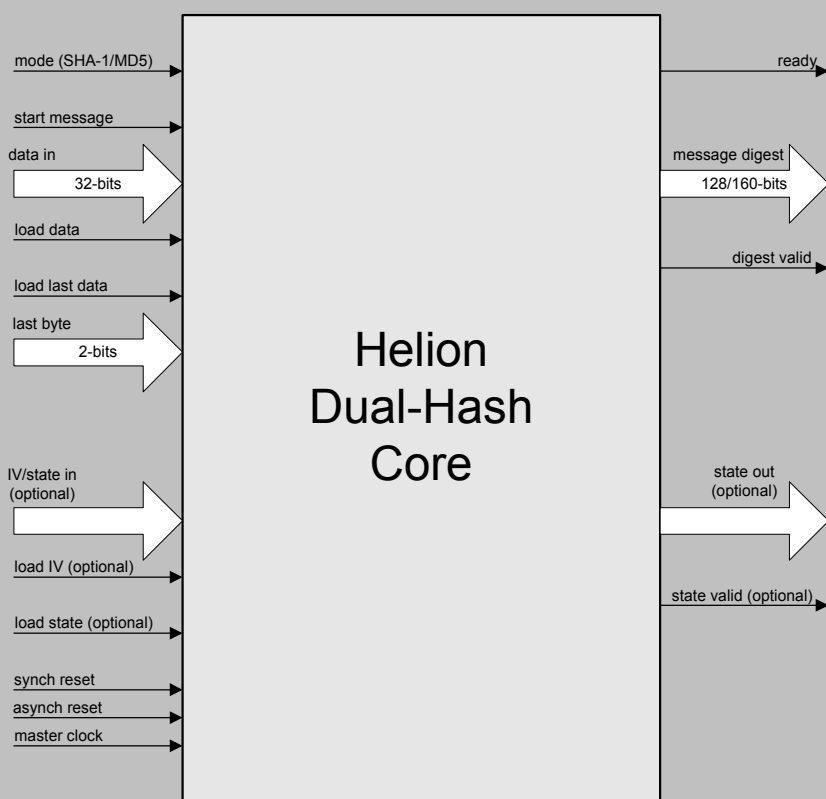 mode (SHA-1/MD5)
start message
data in
32-bits
load data
load last data
last byte
2-bits
IV/state in
(optional)
load IV (optional)
load state (optional)
synch reset
asynch reset
master clock
Helion
Dual-Hash
Core
ready
message digest
128/160-bits
digest valid
state out
(optional)
state valid (optional)